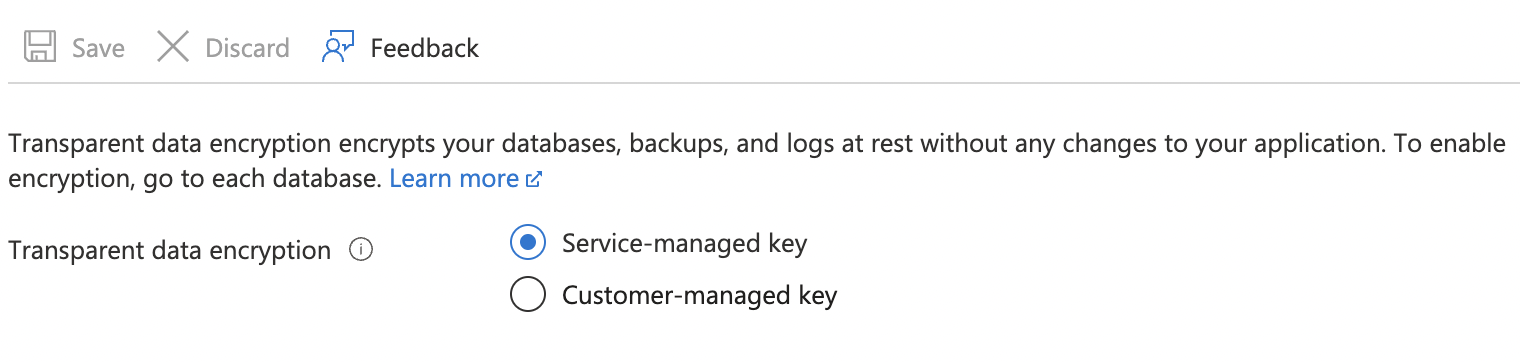 Save Discard Feedback
Transparent data encryption encrypts your databases, backups, and logs at rest without any changes to your application. To enable
encryption, go to each database. Learn more
Transparent data encryption
Service-managed key
Customer-managed key